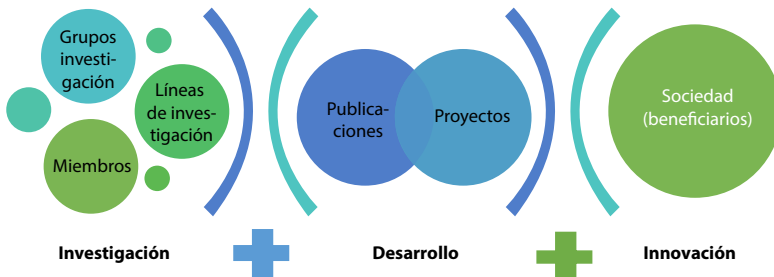 Grupos
investi-
gación
Líneas
de inves-
tigación
Miembros
Publica-
ciones
Proyectos
Sociedad
(beneficiarios)
Investigación
Desarrollo
Innovación